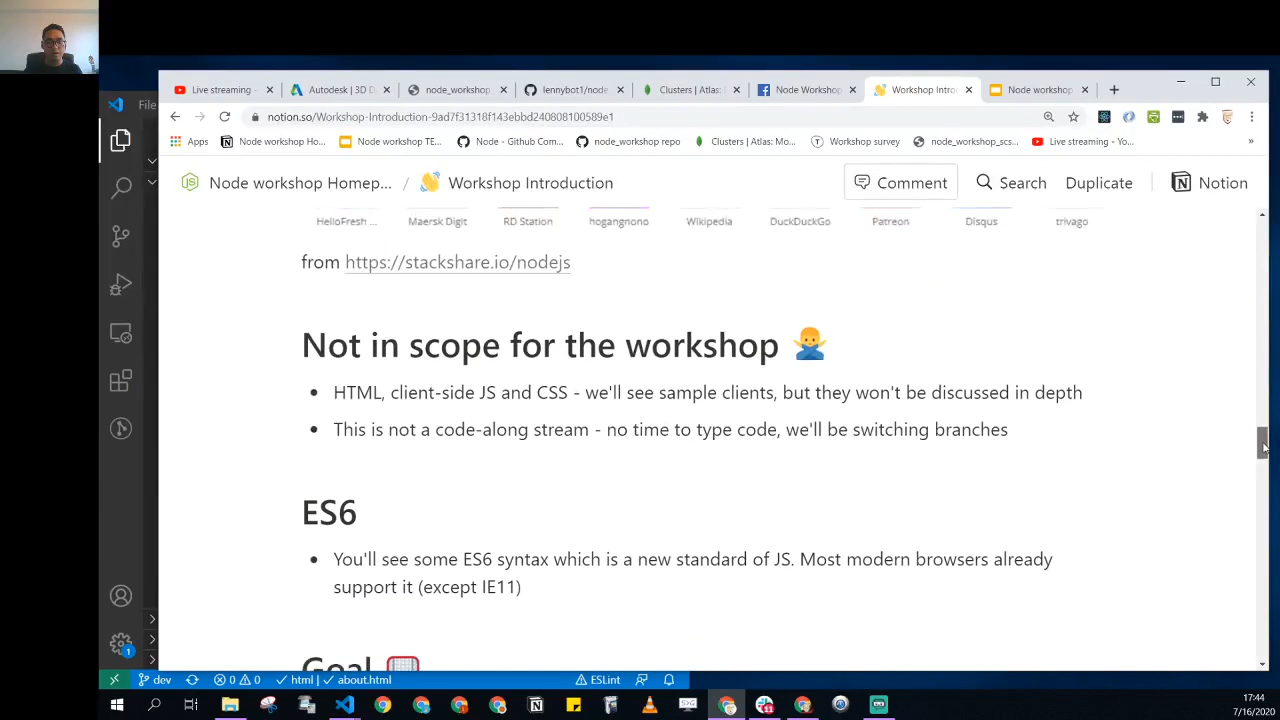 Live streaming -
Autodesk | 3D D
node_workshop
lennybot1/node
Clusters | Atlas: 
Node Workshop
Workshop Intro
Node workshop
File
notion.so/Workshop-Introduction-9ad7f31318f143ebbd240808100589e1
Apps
Node workshop Ho...
Node workshop TE...
Node - Github Com...
node_workshop repo
Clusters | Atlas: Mo...
Workshop survey
node_workshop_scs...
Live streaming - Yo...
»
Node workshop Homep... / Workshop Introduction
Comment
Search
Duplicate
Notion
HelloFresh ...
Maersk Digit
RD Station
hogangnono
Wikipedia
DuckDuckGo
Patreon
Disqus
trivago
from https://stackshare.io/nodejs
Not in scope for the workshop
• HTML, client-side JS and CSS - we'll see sample clients, but they won't be discussed in depth
• This is not a code-along stream - no time to type code, we'll be switching branches
ES6
• You'll see some ES6 syntax which is a new standard of JS. Most modern browsers already
support it (except IE11)
Goal
1
dev
0
0
html | about.html
ESLint
17:44
7/16/2020